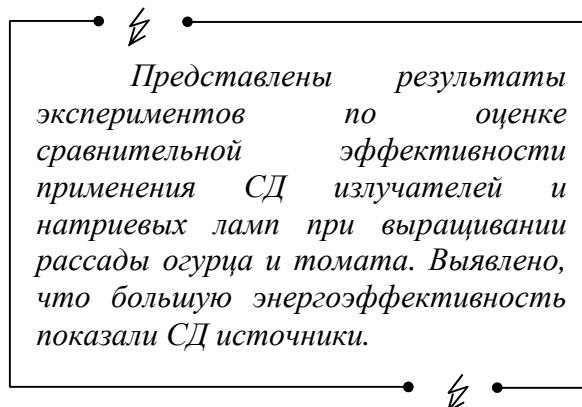 Представлены результаты
экспериментов по оценке
сравнительной эффективности
применения СД излучателей и
натриевых ламп при выращивании
рассады огурца и томата. Выявлено,
что большую энергоэффективность
показали СД источники.